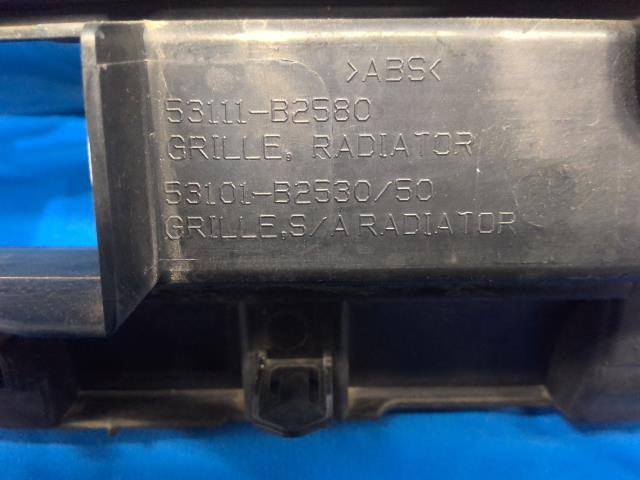 >ABS<
53111-B2580
GRILLE, RADIATOR
53101-B2530/50
GRILLE,S/A RADIATOR